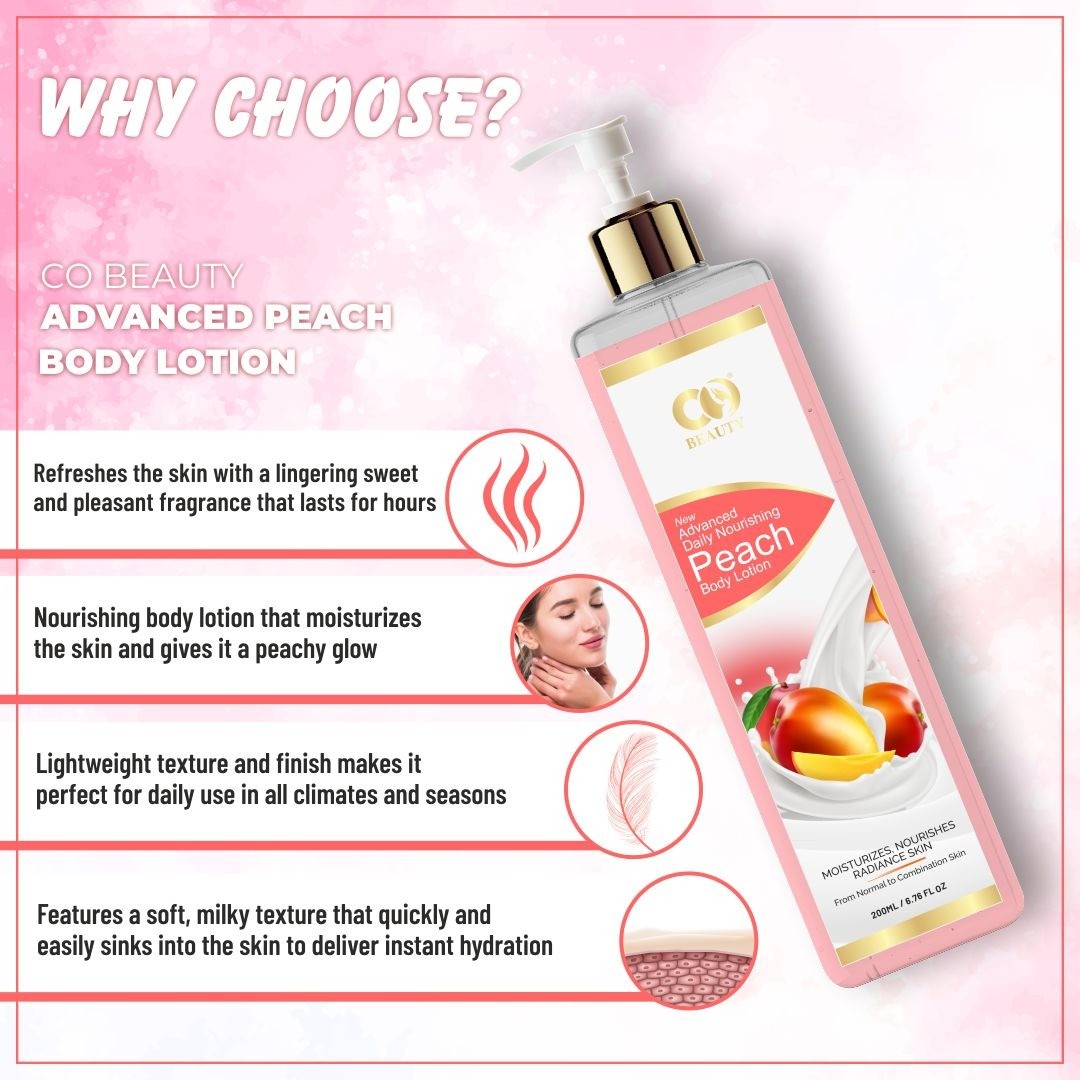 WHY CHOOSE?
CO BEAUTY
ADVANCED PEACH
BODY LOTION
Refreshes the skin with a lingering sweet
and pleasant fragrance that lasts for hours
Nourishing body lotion that moisturizes
the skin and gives it a peachy glow
Lightweight texture and finish makes it
perfect for daily use in all climates and seasons
Features a soft, milky texture that quickly and
easily sinks into the skin to deliver instant hydration
CO
BEAUTY
New
Advanced
Daily Nourishing
Peach
Body Lotion
MOISTURIZES, NOURISHES
RADIANCE SKIN
From Normal to Combination Skin
200ML / 6.76 FL OZ